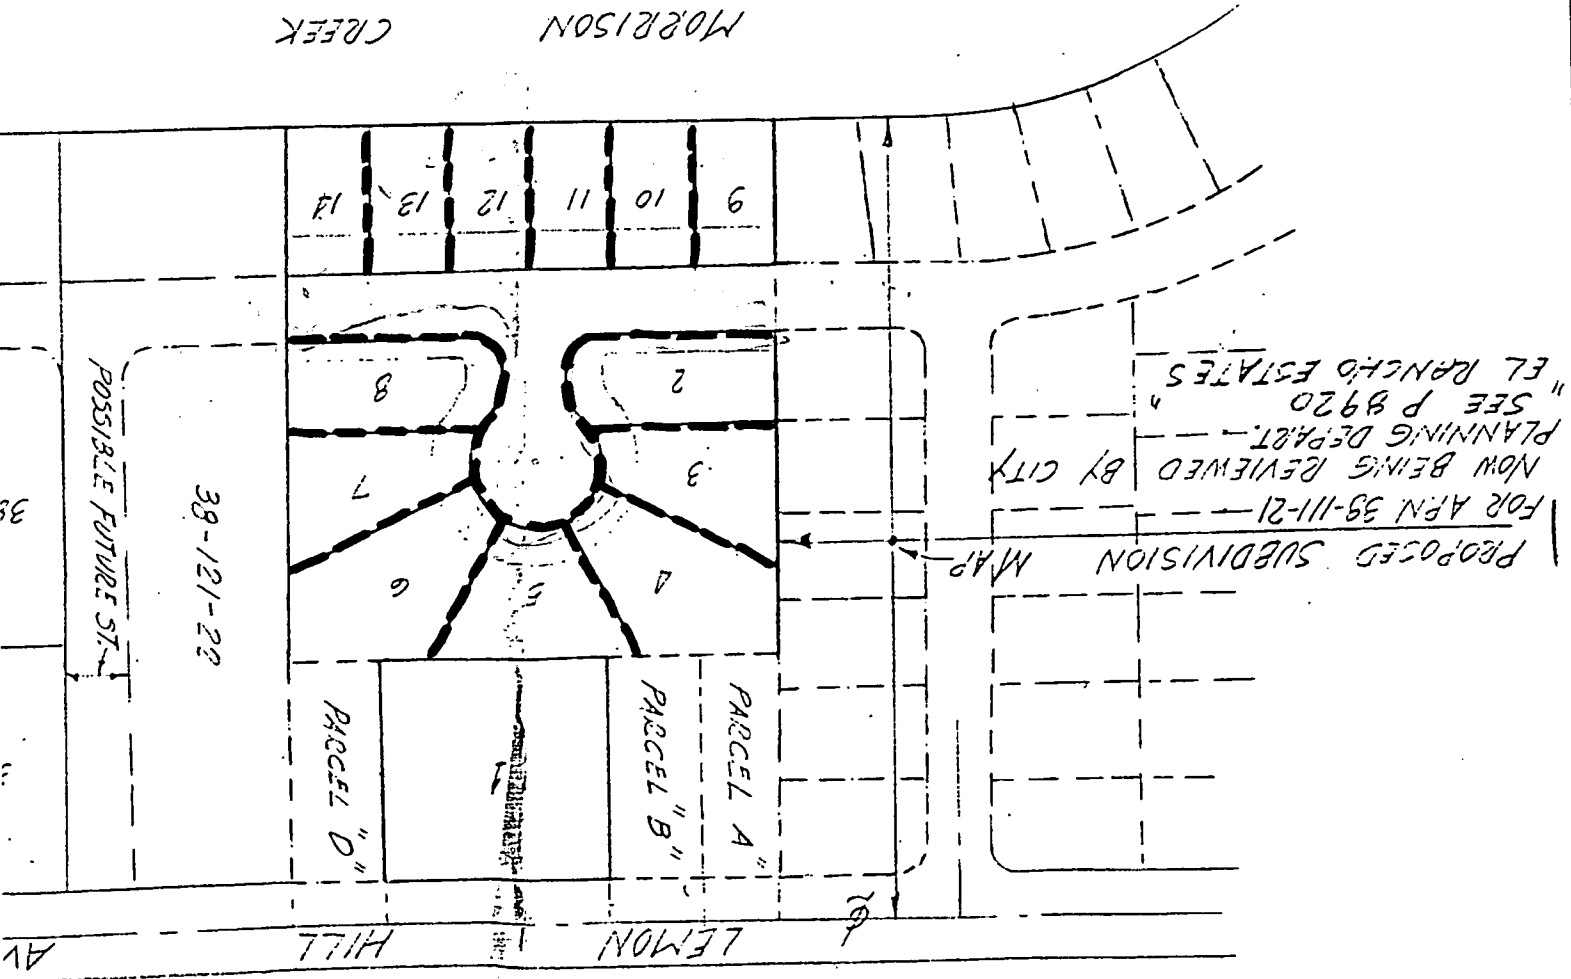 LEMON HILL AV
PARCEL "A"
PARCEL "B"
1
PARCEL "D"
PROPOSED SUBDIVISION MAP
FOR APN 39-111-21
NOW BEING REVIEWED BY CITY
PLANNING DEPART.
SEE P 8920
"EL RANCHO ESTATES"
4
5
6
3
7
2
8
38-121-22
POSSIBLE FUTURE ST.
38
9
10
11
12
13
14
MORRISON CREEK